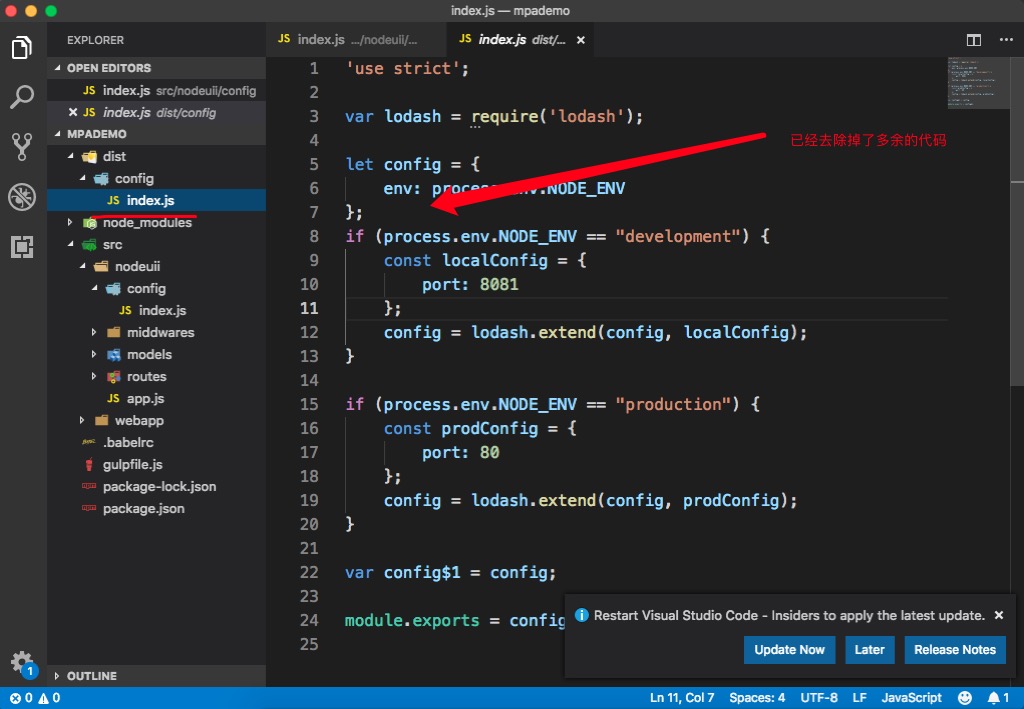 index.js — mpademo
EXPLORER
OPEN EDITORS
JS index.js src/nodeuii/config
× JS index.js dist/config
MPADEMO
dist
config
JS index.js
node_modules
src
nodeuii
config
JS index.js
middwares
models
routes
JS app.js
webapp
.babelrc
gulpfile.js
package-lock.json
package.json
OUTLINE
1
JS index.js .../nodeuii/...
JS index.js dist/... ×
1 'use strict';
2
3 var lodash = require('lodash');
4
已经去除掉了多余的代码
5 let config = {
6 env: process.env.NODE_ENV
7 };
8 if (process.env.NODE_ENV == "development") {
9 const localConfig = {
10 port: 8081
11 };
12 config = lodash.extend(config, localConfig);
13 }
14
15 if (process.env.NODE_ENV == "production") {
16 const prodConfig = {
17 port: 80
18 };
19 config = lodash.extend(config, prodConfig);
20 }
21
22 var config$1 = config;
23
24 module.exports = config
25
Restart Visual Studio Code - Insiders to apply the latest update. ×
Update Now
Later
Release Notes
0 0
Ln 11, Col 7 Spaces: 4 UTF-8 LF JavaScript 1